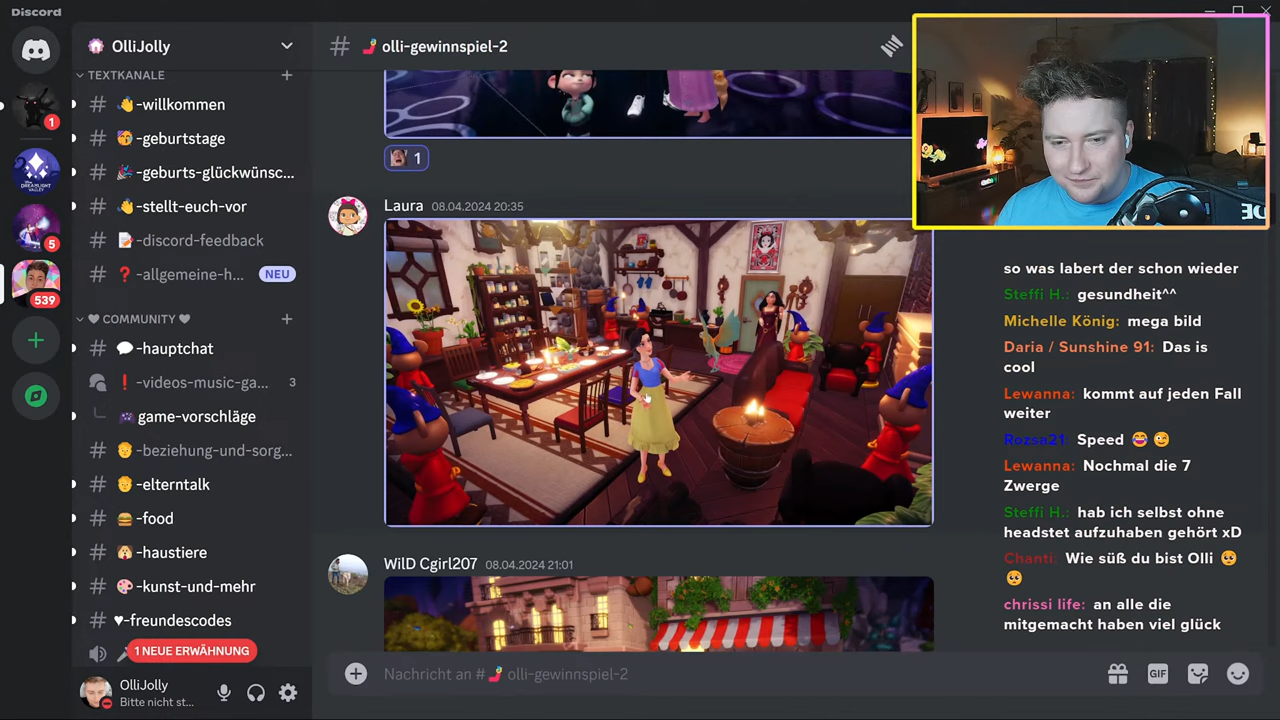 Discord
OlliJolly
TEXTKANÄLE
-willkommen
-geburtstage
-geburts-glückwünsc...
-stellt-euch-vor
-discord-feedback
-allgemeine-h...
NEU
COMMUNITY
-hauptchat
-videos-music-ga...
3
game-vorschläge
-beziehung-und-sorg...
-elterntalk
-food
-haustiere
-kunst-und-mehr
-freundescodes
1 NEUE ERWÄHNUNG
OlliJolly
Bitte nicht st...
1
5
539
olli-gewinnspiel-2
1
Laura 08.04.2024 20:35
WilD Cgirl207 08.04.2024 21:01
Nachricht an # olli-gewinnspiel-2
GIF
so was labert der schon wieder
Steffi H.: gesundheit^^
Michelle König: mega bild
Daria / Sunshine 91: Das is
cool
Lewanna: kommt auf jeden Fall
weiter
Rozsa21: Speed
Lewanna: Nochmal die 7
Zwerge
Steffi H.: hab ich selbst ohne
headstet aufzuhaben gehört xD
Chanti: Wie süß du bist Olli
chrissi life: an alle die
mitgemacht haben viel glück